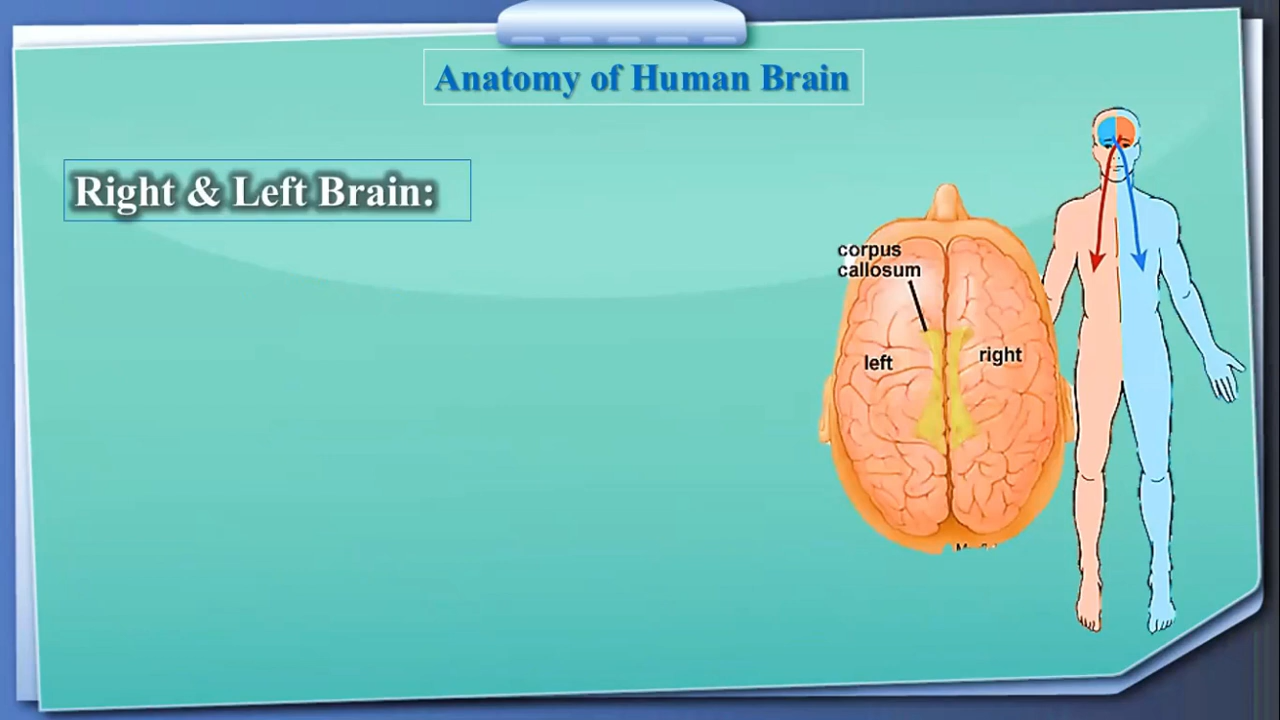 Anatomy of Human Brain
Right & Left Brain:
corpus
callosum
left
right